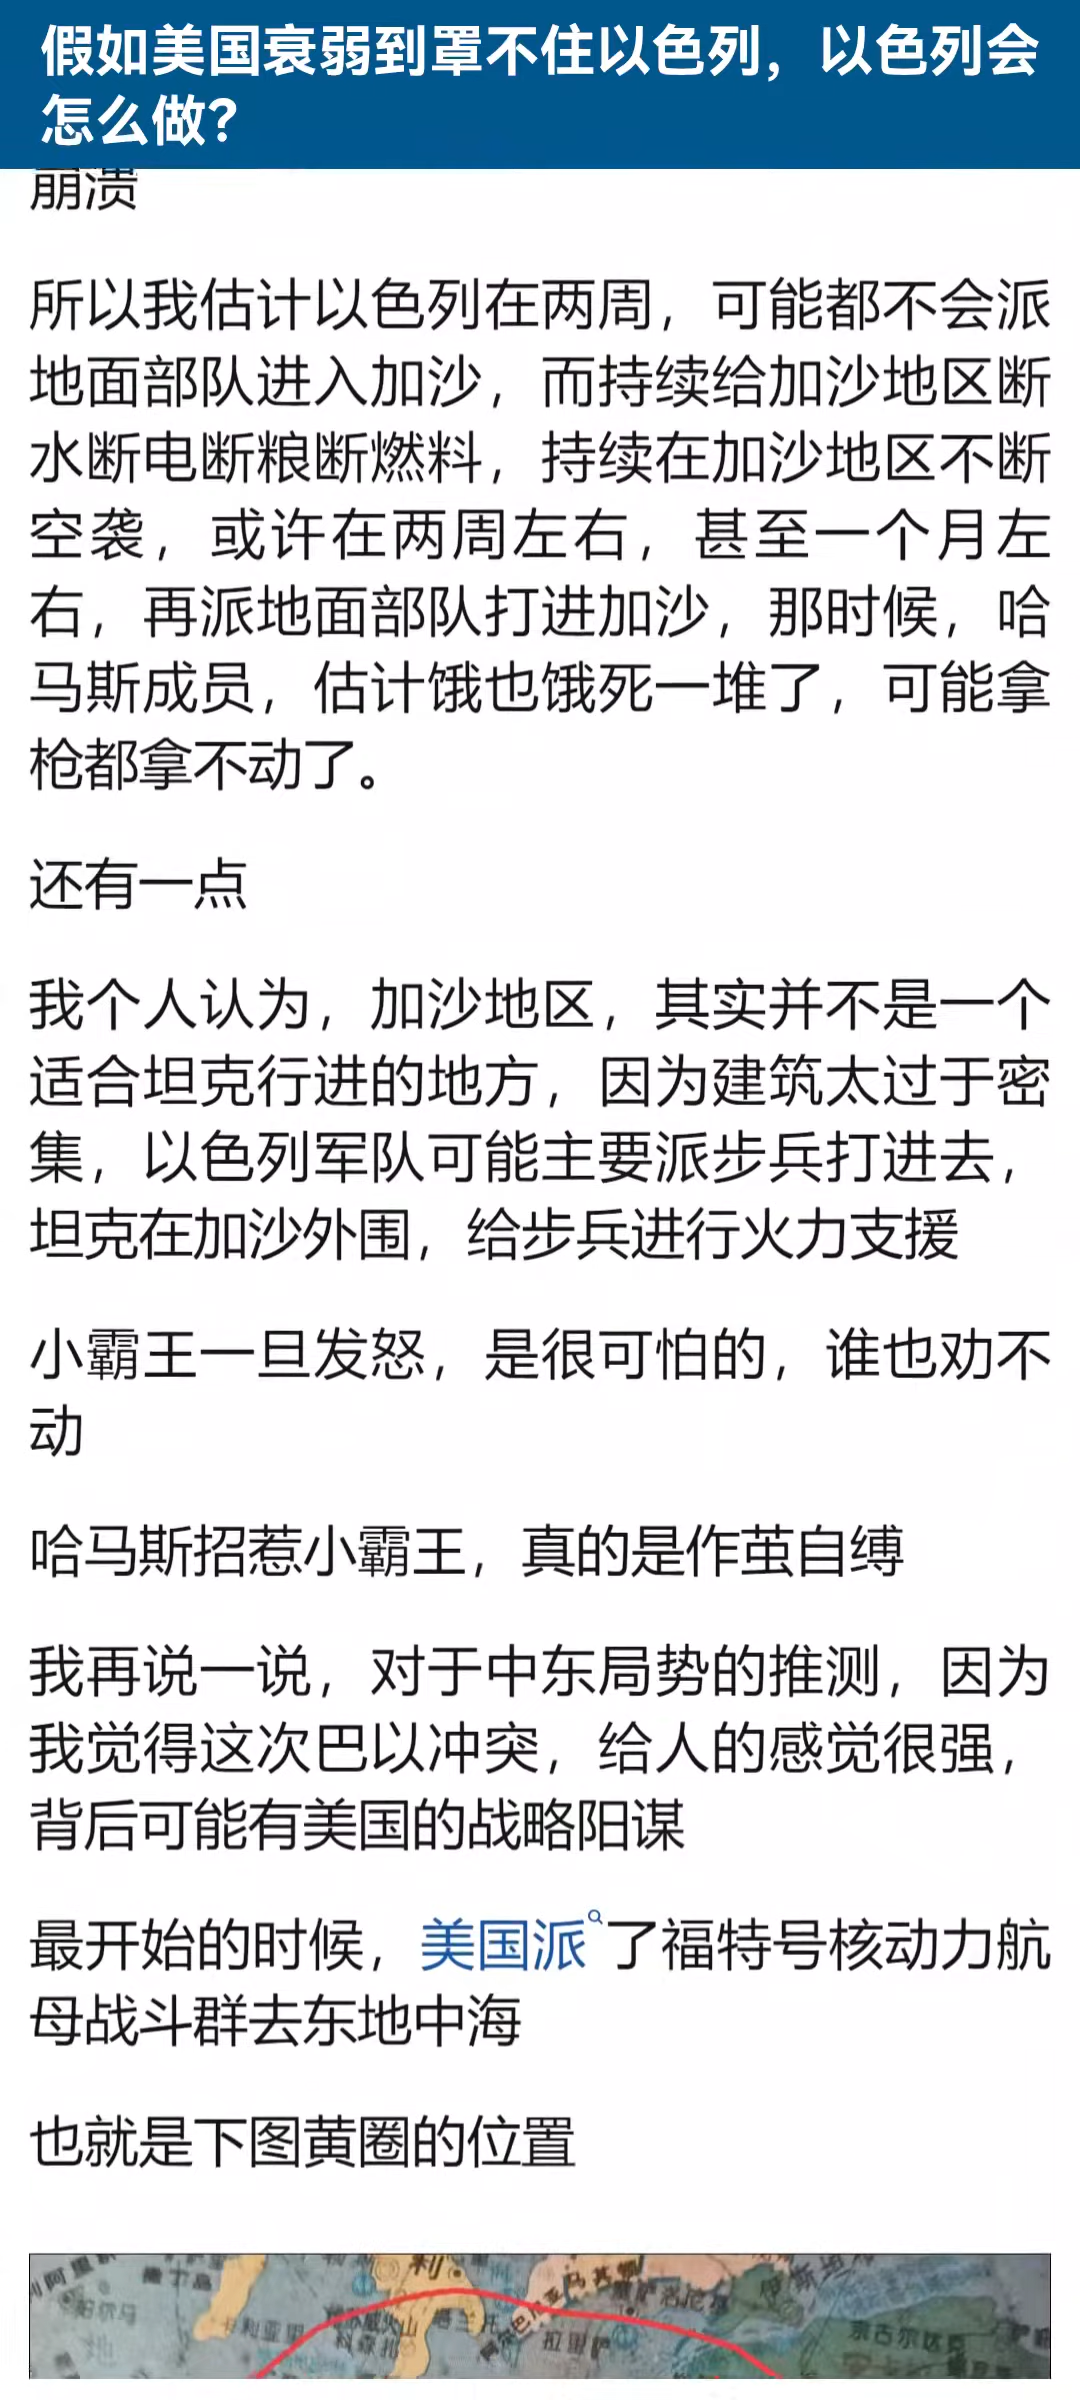 假如美国衰弱到罩不住以色列，以色列会
怎么做？
崩溃
所以我估计以色列在两周，可能都不会派
地面部队进入加沙，而持续给加沙地区断
水断电断粮断燃料，持续在加沙地区不断
空袭，或许在两周左右，甚至一个月左
右，再派地面部队打进加沙，那时候，哈
马斯成员，估计饿也饿死一堆了，可能拿
枪都拿不动了。
还有一点
我个人认为，加沙地区，其实并不是一个
适合坦克行进的地方，因为建筑太过于密
集，以色列军队可能主要派步兵打进去，
坦克在加沙外围，给步兵进行火力支援
小霸王一旦发怒，是很可怕的，谁也劝不
动
哈马斯招惹小霸王，真的是作茧自缚
我再说一说，对于中东局势的推测，因为
我觉得这次巴以冲突，给人的感觉很强，
背后可能有美国的战略阳谋
最开始的时候，美国派了福特号核动力航
母战斗群去东地中海
也就是下图黄圈的位置
利
卡利亚里
拉里萨